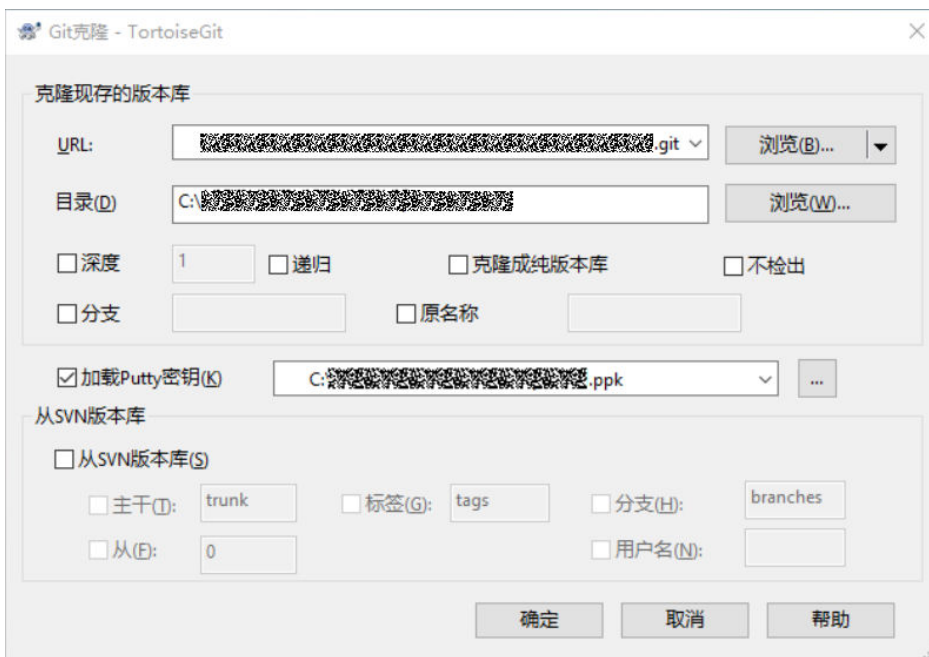 Git克隆 - TortoiseGit
克隆现存的版本库
URL: .git 浏览(B)...
目录(D) C:\ 浏览(W)...
深度 1 递归 克隆成纯版本库 不检出
分支 原名称
加载Putty密钥(K) C: .ppk ...
从SVN版本库
从SVN版本库(S)
主干(T): trunk 标签(G): tags 分支(H): branches
从(F): 0 用户名(N):
确定 取消 帮助